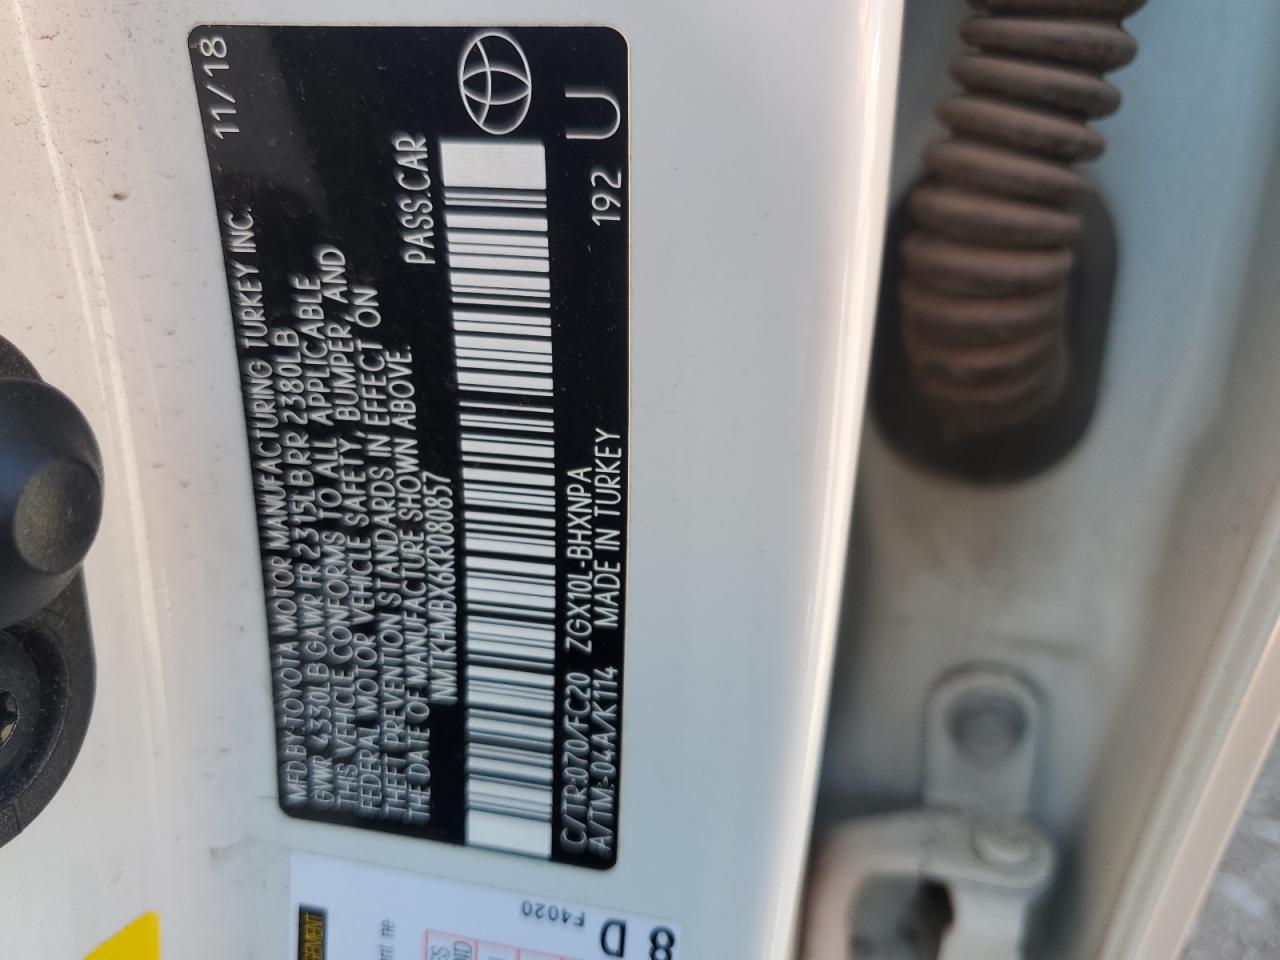 MFD BY: TOYOTA MOTOR MANUFACTURING TURKEY INC. 11/18
GVWR 4330LB GAWR FR 2315LB RR 2380LB
THIS VEHICLE CONFORMS TO ALL APPLICABLE
FEDERAL MOTOR VEHICLE SAFETY, BUMPER, AND
THEFT PREVENTION STANDARDS IN EFFECT ON
THE DATE OF MANUFACTURE SHOWN ABOVE.
NMTKHMBX6KR080857 PASS.CAR
C/TR:070/FC20 ZGX10L-BHXNPA 192 U
A/TM:-04A/K114 MADE IN TURKEY
F4020
8
D